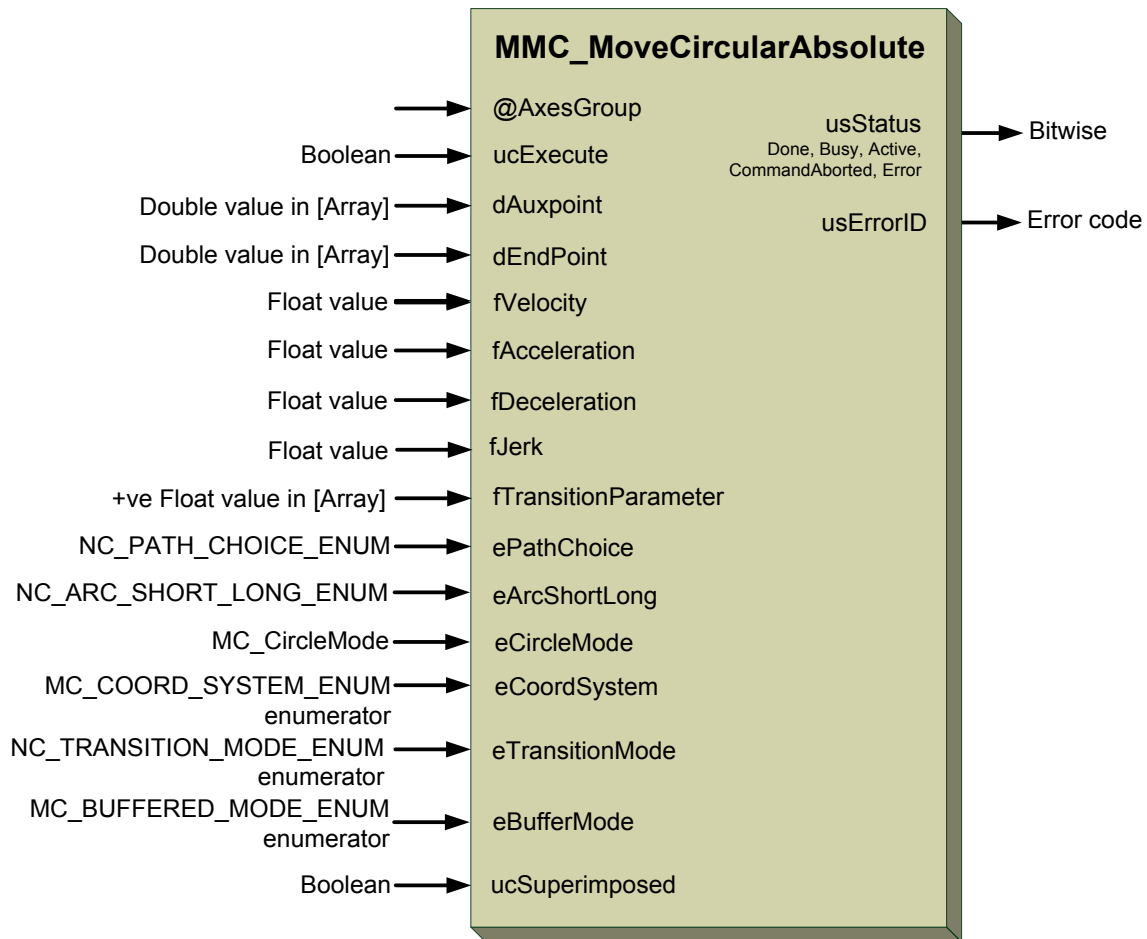 MMC_MoveCircularAbsolute
@AxesGroup
usStatus
Done, Busy, Active,
CommandAborted, Error
Bitwise
Boolean
ucExecute
Double value in [Array]
dAuxpoint
usErrorID
Error code
Double value in [Array]
dEndPoint
Float value
fVelocity
Float value
fAcceleration
Float value
fDeceleration
Float value
fJerk
+ve Float value in [Array]
fTransitionParameter
NC_PATH_CHOICE_ENUM
ePathChoice
NC_ARC_SHORT_LONG_ENUM
eArcShortLong
MC_CircleMode
eCircleMode
MC_COORD_SYSTEM_ENUM
enumerator
eCoordSystem
NC_TRANSITION_MODE_ENUM
enumerator
eTransitionMode
MC_BUFFERED_MODE_ENUM
enumerator
eBufferMode
Boolean
ucSuperimposed